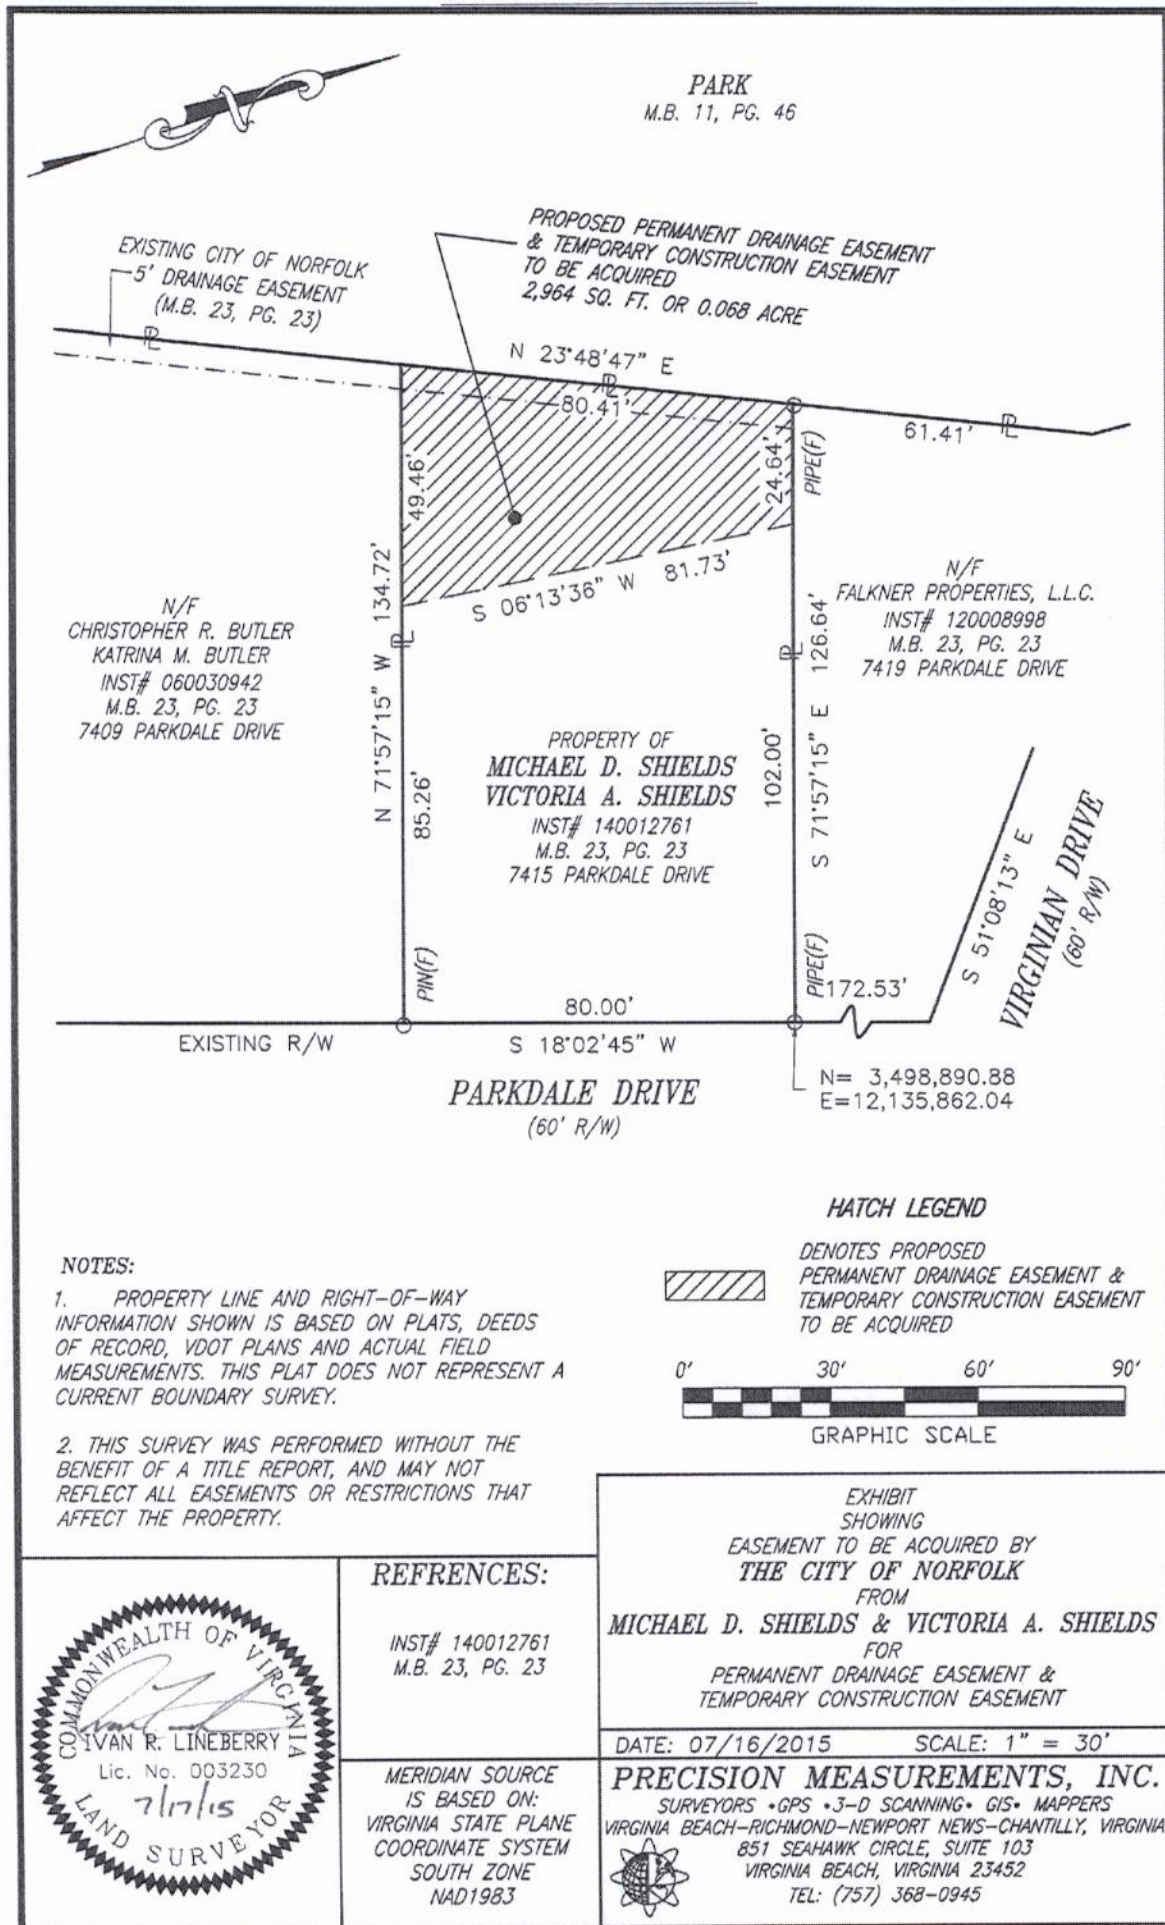 PARK
M.B. 11, PG. 46
EXISTING CITY OF NORFOLK
5' DRAINAGE EASEMENT
(M.B. 23, PG. 23)
PROPOSED PERMANENT DRAINAGE EASEMENT
& TEMPORARY CONSTRUCTION EASEMENT
TO BE ACQUIRED
2,964 SQ. FT. OR 0.068 ACRE
N 23°48'47" E
80.41'
61.41'
PL
PL
PL
49.46'
24.64'
PIPE(F)
S 06°13'36" W 81.73'
N/F
CHRISTOPHER R. BUTLER
KATRINA M. BUTLER
INST# 060030942
M.B. 23, PG. 23
7409 PARKDALE DRIVE
N 71°57'15" W 134.72'
PL
85.26'
PIN(F)
PROPERTY OF
MICHAEL D. SHIELDS
VICTORIA A. SHIELDS
INST# 140012761
M.B. 23, PG. 23
7415 PARKDALE DRIVE
102.00'
PL
S 71°57'15" E 126.64'
PIPE(F)
N/F
FALKNER PROPERTIES, L.L.C.
INST# 120008998
M.B. 23, PG. 23
7419 PARKDALE DRIVE
S 51°08'13" E
VIRGINIAN DRIVE
(60' R/W)
172.53'
80.00'
EXISTING R/W
S 18°02'45" W
PARKDALE DRIVE
(60' R/W)
N= 3,498,890.88
E=12,135,862.04
HATCH LEGEND
DENOTES PROPOSED
PERMANENT DRAINAGE EASEMENT &
TEMPORARY CONSTRUCTION EASEMENT
TO BE ACQUIRED
0' 30' 60' 90'
GRAPHIC SCALE
NOTES:
1. PROPERTY LINE AND RIGHT-OF-WAY
INFORMATION SHOWN IS BASED ON PLATS, DEEDS
OF RECORD, VDOT PLANS AND ACTUAL FIELD
MEASUREMENTS. THIS PLAT DOES NOT REPRESENT A
CURRENT BOUNDARY SURVEY.
2. THIS SURVEY WAS PERFORMED WITHOUT THE
BENEFIT OF A TITLE REPORT, AND MAY NOT
REFLECT ALL EASEMENTS OR RESTRICTIONS THAT
AFFECT THE PROPERTY.
COMMONWEALTH OF VIRGINIA
IVAN R. LINEBERRY
Lic. No. 003230
7/17/15
LAND SURVEYOR
REFRENCES:
INST# 140012761
M.B. 23, PG. 23
MERIDIAN SOURCE
IS BASED ON:
VIRGINIA STATE PLANE
COORDINATE SYSTEM
SOUTH ZONE
NAD1983
EXHIBIT
SHOWING
EASEMENT TO BE ACQUIRED BY
THE CITY OF NORFOLK
FROM
MICHAEL D. SHIELDS & VICTORIA A. SHIELDS
FOR
PERMANENT DRAINAGE EASEMENT &
TEMPORARY CONSTRUCTION EASEMENT
DATE: 07/16/2015 SCALE: 1" = 30'
PRECISION MEASUREMENTS, INC.
SURVEYORS •GPS •3-D SCANNING• GIS• MAPPERS
VIRGINIA BEACH-RICHMOND-NEWPORT NEWS-CHANTILLY, VIRGINIA
851 SEAHAWK CIRCLE, SUITE 103
VIRGINIA BEACH, VIRGINIA 23452
TEL: (757) 368-0945